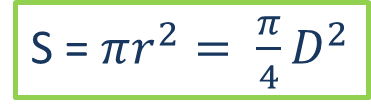 S = πr² = π/4 D²